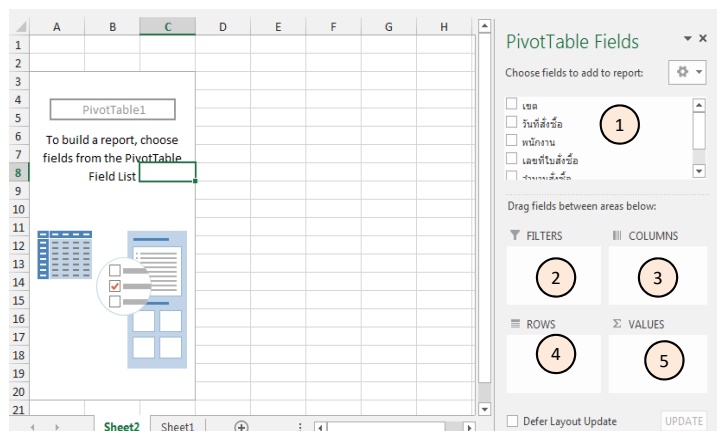 A B C D E F G H
1
2
3
4
5
6
7
8
9
10
11
12
13
14
15
16
17
18
19
20
21
PivotTable1
To build a report, choose
fields from the PivotTable
Field List
Sheet2 Sheet1
PivotTable Fields
Choose fields to add to report:
เขต
วันที่สั่งซื้อ
พนักงาน
เลขที่ใบสั่งซื้อ
1
Drag fields between areas below:
FILTERS COLUMNS
2 3
ROWS Σ VALUES
4 5
Defer Layout Update UPDATE